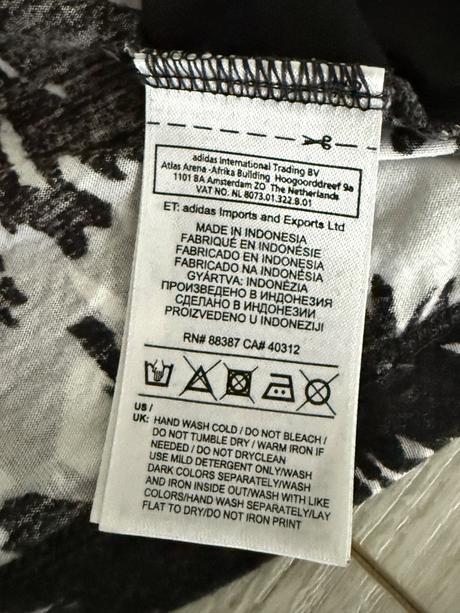 adidas International Trading BV
Atlas Arena -Afrika Building Hoogoorddreef 9a
1101 BA Amsterdam ZO The Netherlands
VAT NO. NL 8073.01.322.B.01
ET: adidas Imports and Exports Ltd
MADE IN INDONESIA
FABRIQUÉ EN INDONÉSIE
FABRICADO EN INDONESIA
FABRICADO NA INDONÉSIA
GYÁRTVA: INDONÉZIA
ПРОИЗВЕДЕНО В ИНДОНЕЗИЯ
СДЕЛАНО В ИНДОНЕЗИИ
PROIZVEDENO U INDONEZIJI
RN# 88387 CA# 40312
US /
UK: HAND WASH COLD / DO NOT BLEACH /
DO NOT TUMBLE DRY / WARM IRON IF
NEEDED / DO NOT DRYCLEAN
USE MILD DETERGENT ONLY/WASH
DARK COLORS SEPARATELY/WASH
AND IRON INSIDE OUT/WASH WITH LIKE
COLORS/HAND WASH SEPARATELY/LAY
FLAT TO DRY/DO NOT IRON PRINT